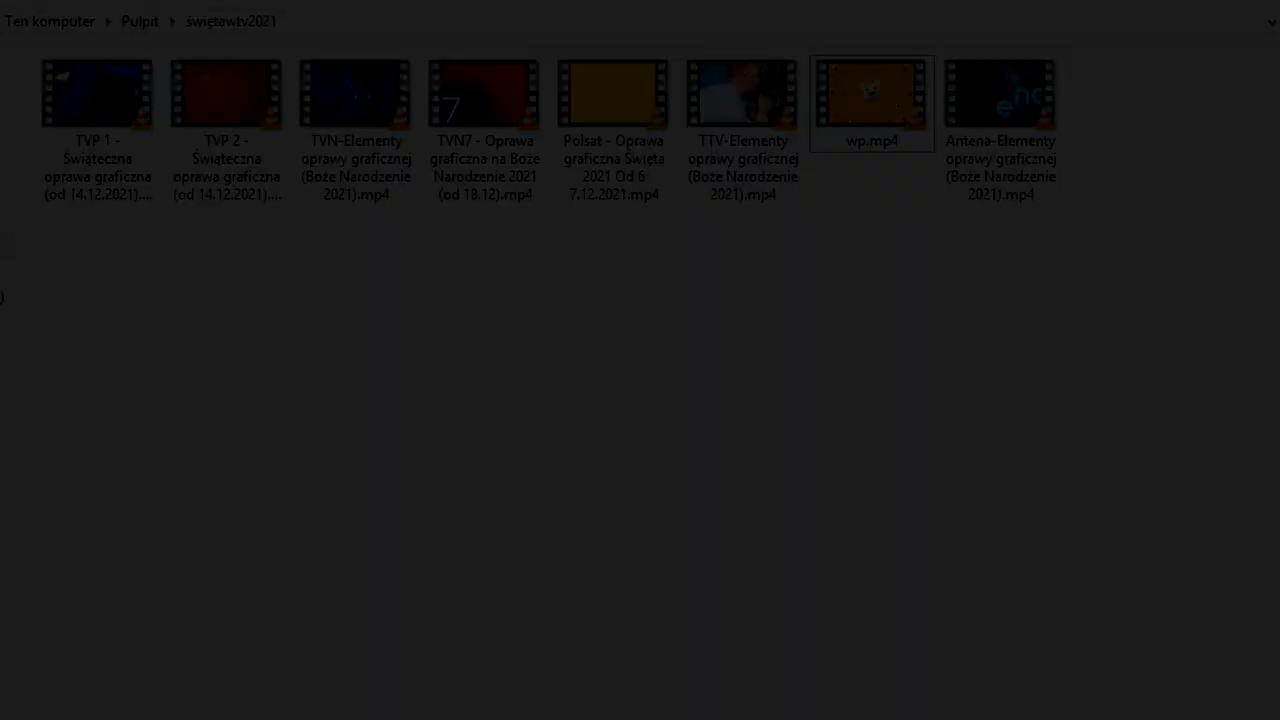 Ten komputer Pulpit świętawtv2021
TVP 1 -
Świąteczna
oprawa graficzna
(od 14.12.2021)....
TVP 2 -
Świąteczna
oprawa graficzna
(od 14.12.2021)....
TVN-Elementy
oprawy graficznej
(Boże Narodzenie
2021).mp4
7
TVN7 - Oprawa
graficzna na Boże
Narodzenie 2021
(od 18.12).mp4
Polsat - Oprawa
graficzna Święta
2021 Od 6
7.12.2021.mp4
TTV-Elementy
oprawy graficznej
(Boże Narodzenie
2021).mp4
wp.mp4
Antena-Elementy
oprawy graficznej
(Boże Narodzenie
2021).mp4
)